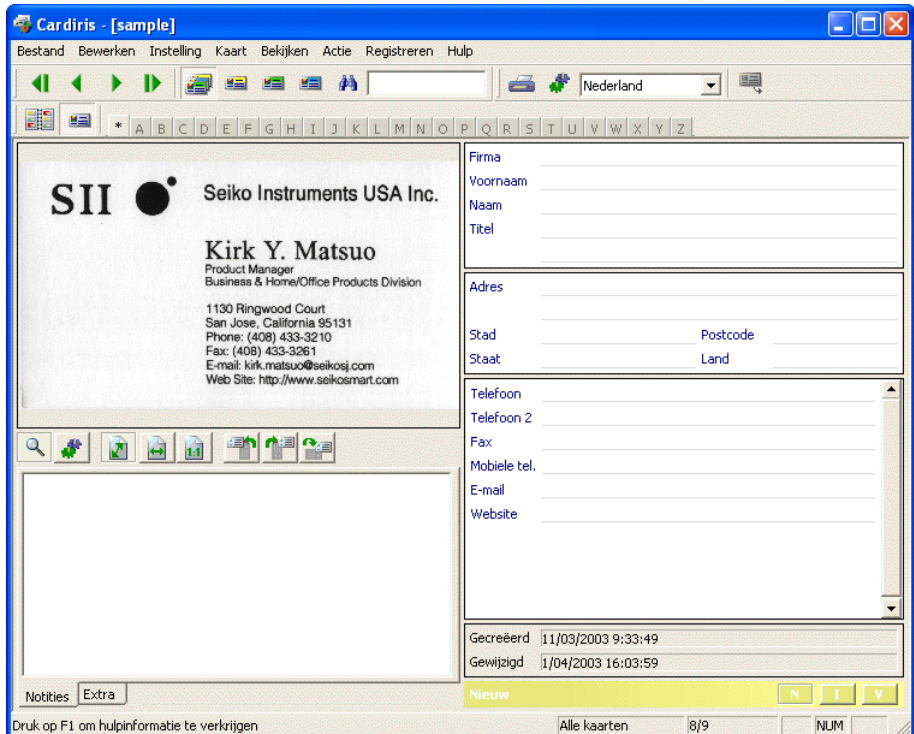 Cardiris - [sample]
Bestand Bewerken Instelling Kaart Bekijken Actie Registreren Hulp
Nederland
* A B C D E F G H I J K L M N O P Q R S T U V W X Y Z
SII
Seiko Instruments USA Inc.
Kirk Y. Matsuo
Product Manager
Business & Home/Office Products Division
1130 Ringwood Court
San Jose, California 95131
Phone: (408) 433-3210
Fax: (408) 433-3261
E-mail: kirk.matsuo@seikosj.com
Web Site: http://www.seikosmart.com
1:1
Notities Extra
Firma
Voornaam
Naam
Titel
Adres
Stad Postcode
Staat Land
Telefoon
Telefoon 2
Fax
Mobiele tel.
E-mail
Website
Gecreëerd 11/03/2003 9:33:49
Gewijzigd 1/04/2003 16:03:59
Nieuw N I V
Druk op F1 om hulpinformatie te verkrijgen Alle kaarten 8/9 NUM